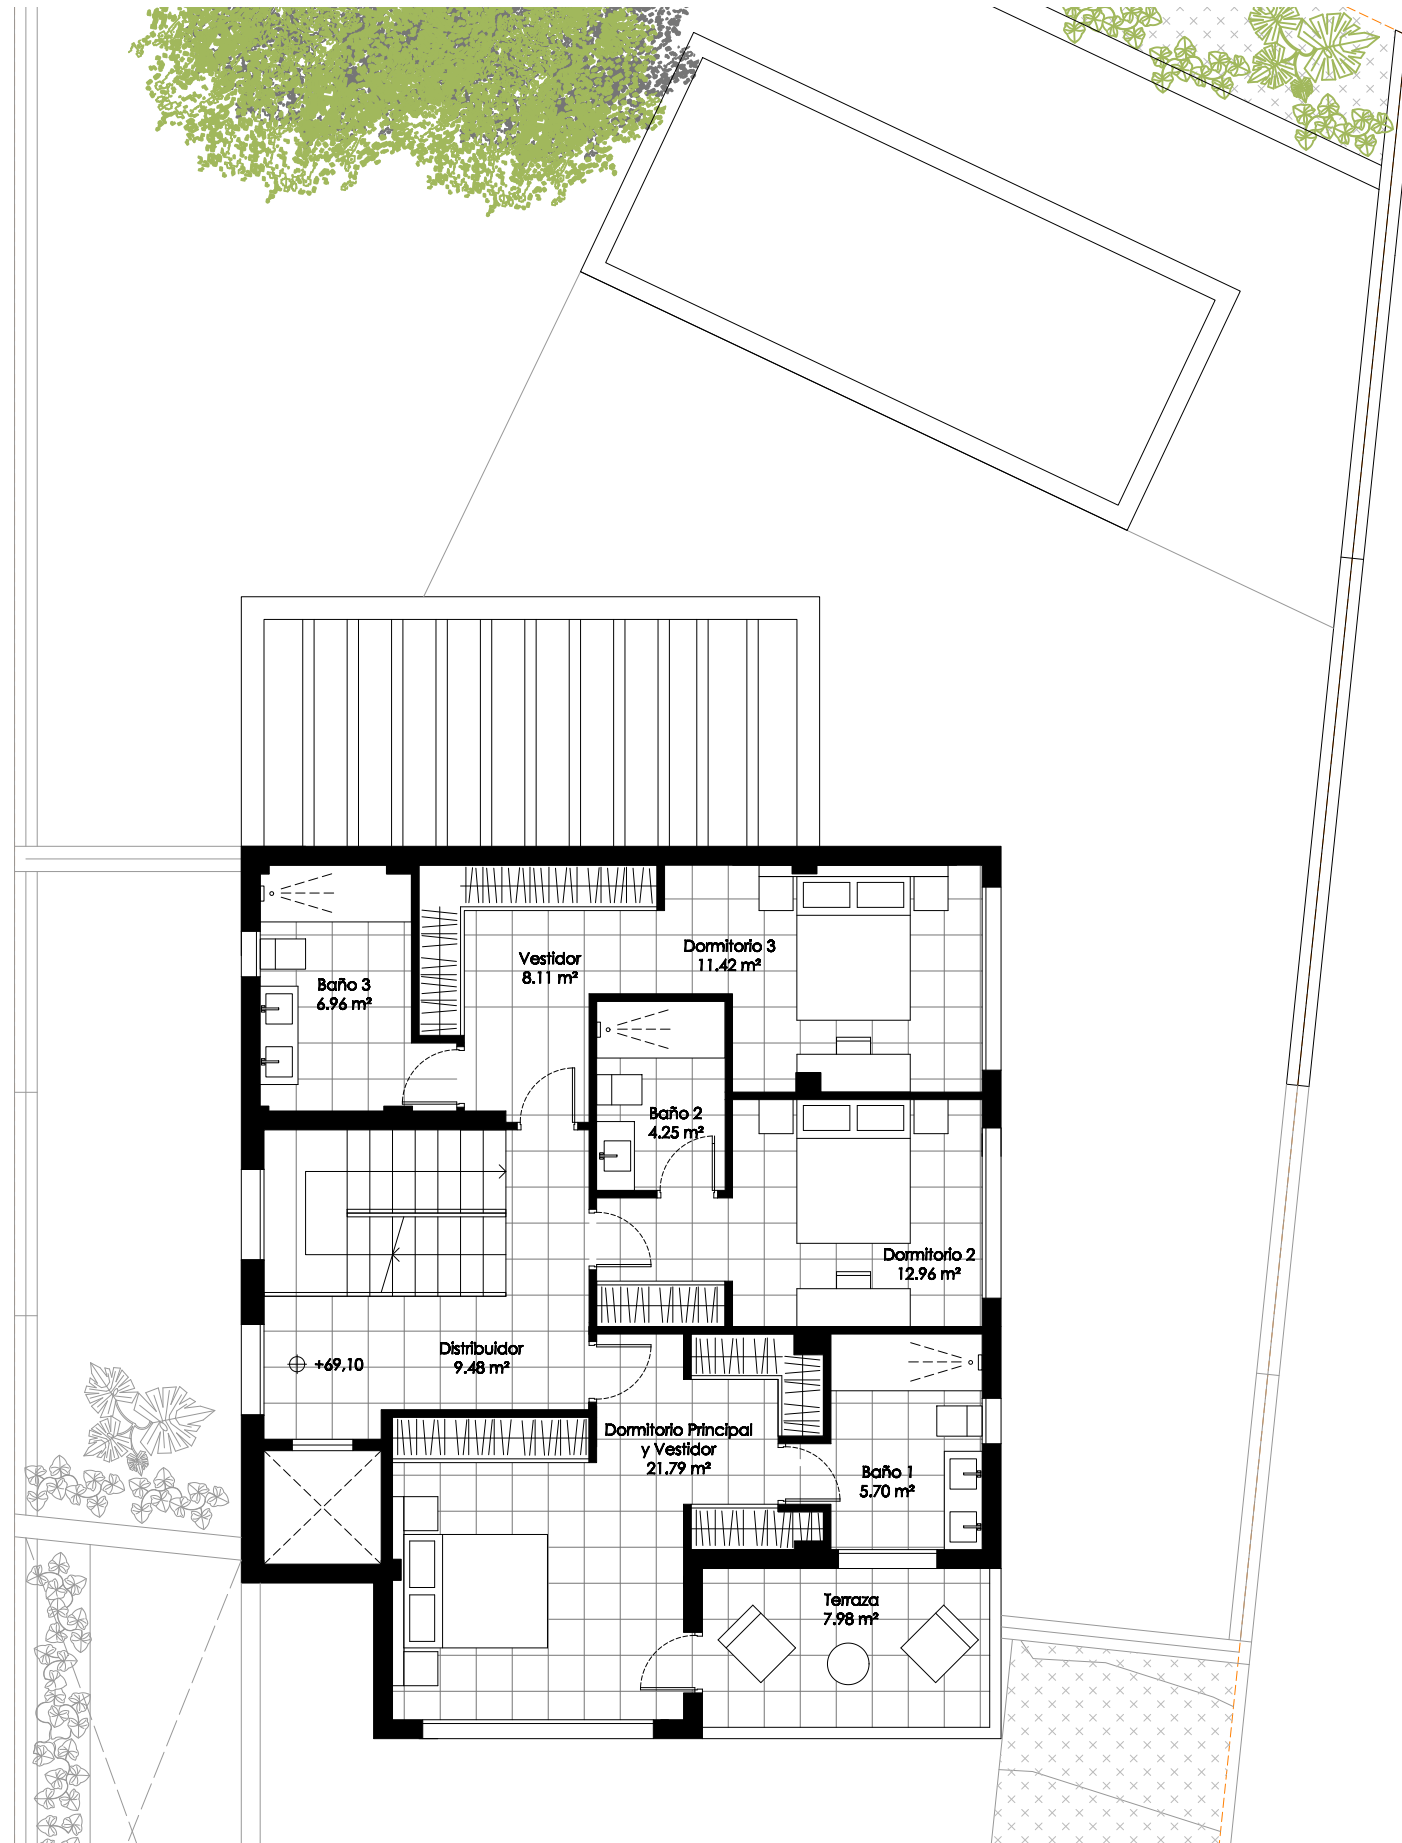 Dormitorio 3
11.42 m²
Vestidor
8.11 m²
Baño 3
6.96 m²
Baño 2
4.25 m²
Dormitorio 2
12.96 m²
Distribuidor
9.48 m²
+69,10
Dormitorio Principal
y Vestidor
21.79 m²
Baño 1
5.70 m²
Terraza
7.98 m²